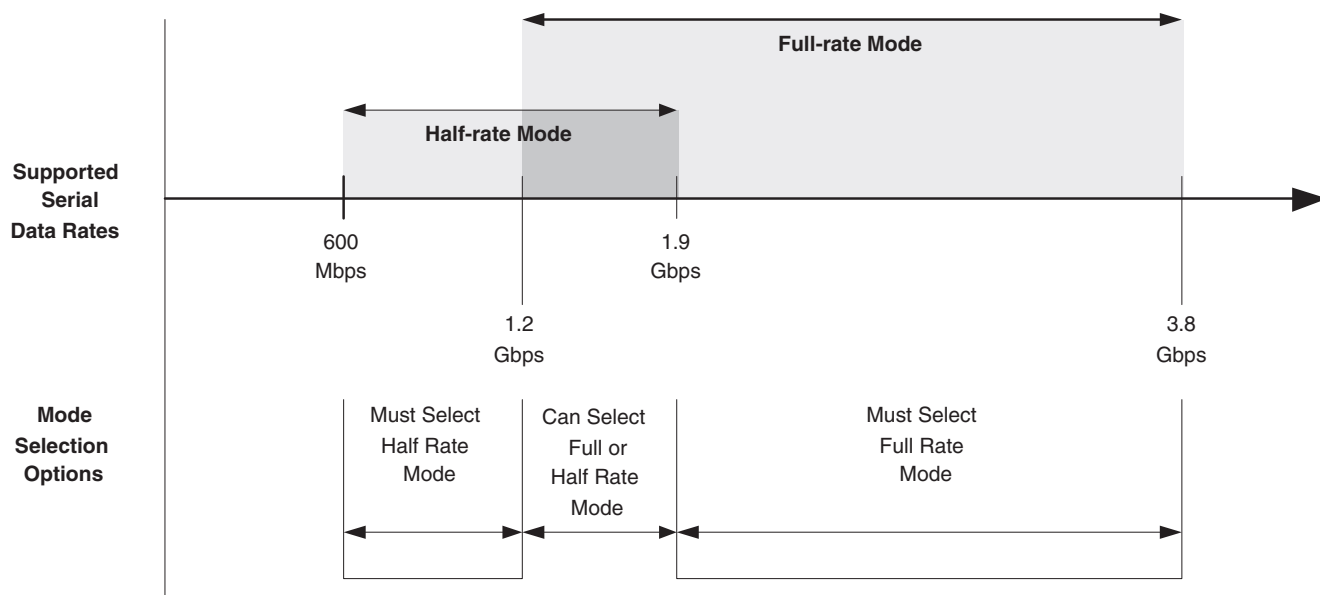 Full-rate Mode
Half-rate Mode
Supported
Serial
Data Rates
600
Mbps
1.9
Gbps
1.2
Gbps
3.8
Gbps
Mode
Selection
Options
Must Select
Half Rate
Mode
Can Select
Full or
Half Rate
Mode
Must Select
Full Rate
Mode